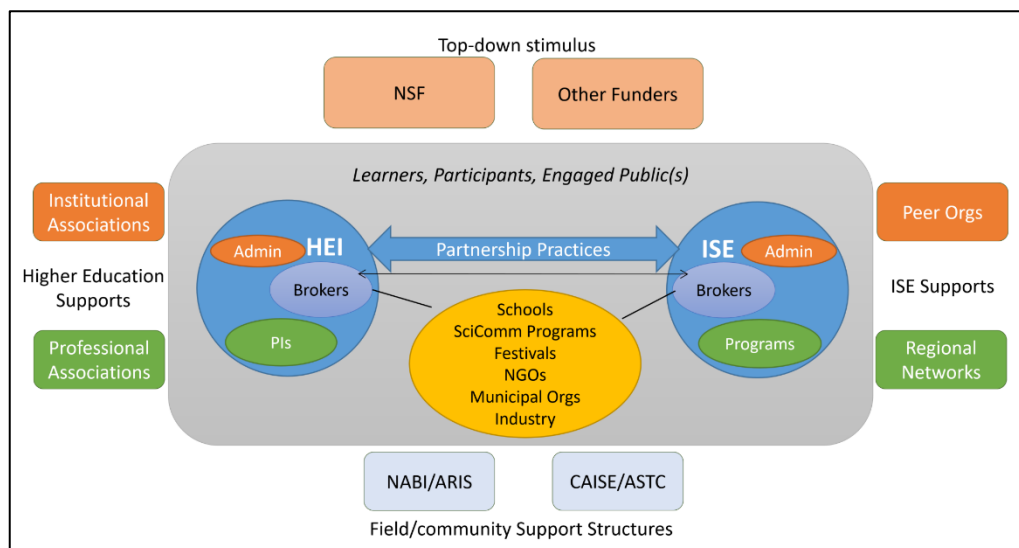 Top-down stimulus
NSF
Other Funders
Learners, Participants, Engaged Public(s)
Institutional
Associations
Higher Education
Supports
Professional
Associations
HEI
Admin
Brokers
PIs
Partnership Practices
Schools
SciComm Programs
Festivals
NGOs
Municipal Orgs
Industry
ISE
Admin
Brokers
Programs
Peer Orgs
ISE Supports
Regional
Networks
NABI/ARIS
CAISE/ASTC
Field/community Support Structures